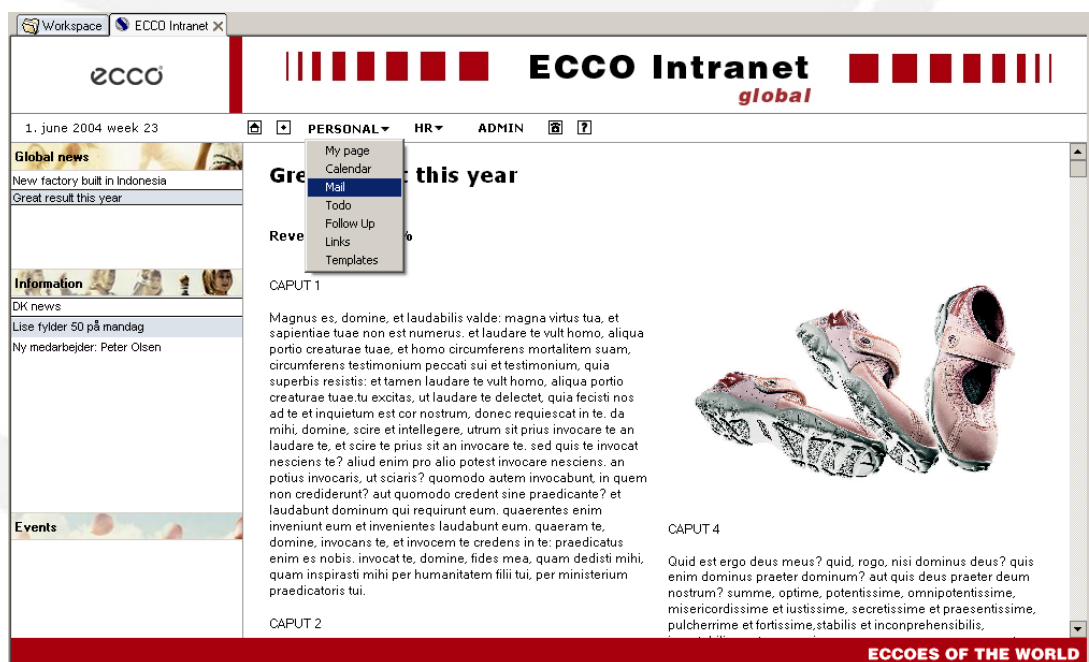 Workspace
ECCO Intranet
ecco
ECCO Intranet
global
1. june 2004 week 23
PERSONAL
HR
ADMIN
?
My page
Calendar
Mail
Todo
Follow Up
Links
Templates
Global news
New factory built in Indonesia
Great result this year
Information
DK news
Lise fylder 50 på mandag
Ny medarbejder: Peter Olsen
Events
Gre
this year
Reve
%
CAPUT 1
Magnus es, domine, et laudabilis valde: magna virtus tua, et
sapientiae tuae non est numerus. et laudare te vult homo, aliqua
portio creaturae tuae, et homo circumferens mortalitem suam,
circumferens testimonium peccati sui et testimonium, quia
superbis resistis: et tamen laudare te vult homo, aliqua portio
creaturae tuae.tu excitas, ut laudare te delectet, quia fecisti nos
ad te et inquietum est cor nostrum, donec requiescat in te. da
mihi, domine, scire et intellegere, utrum sit prius invocare te an
laudare te, et scire te prius sit an invocare te. sed quis te invocat
nesciens te? aliud enim pro alio potest invocare nesciens. an
potius invocaris, ut sciaris? quomodo autem invocabunt, in quem
non crediderunt? aut quomodo credent sine praedicante? et
laudabunt dominum qui requirunt eum. quaerentes enim
inveniunt eum et invenientes laudabunt eum. quaeram te,
domine, invocans te, et invocem te credens in te: praedicatus
enim es nobis. invocat te, domine, fides mea, quam dedisti mihi,
quam inspirasti mihi per humanitatem filii tui, per ministerium
praedicatoris tui.
CAPUT 2
CAPUT 4
Quid est ergo deus meus? quid, rogo, nisi dominus deus? quis
enim dominus praeter dominum? aut quis deus praeter deum
nostrum? summe, optime, potentissime, omnipotentissime,
misericordissime et iustissime, secretissime et praesentissime,
pulcherrime et fortissime,stabilis et inconprehensibilis,
ECCOES OF THE WORLD